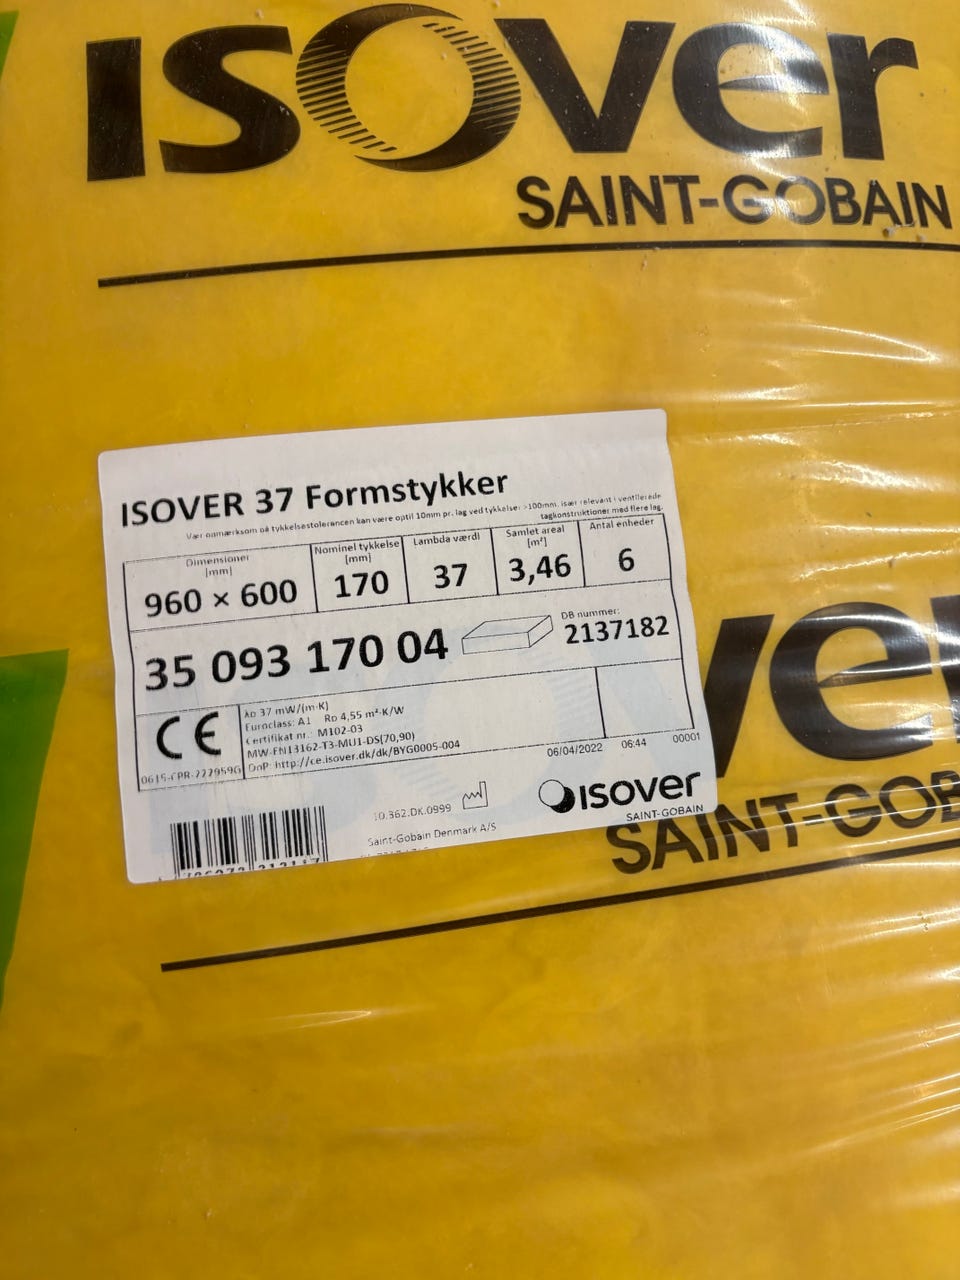 ISOVER
SAINT-GOBAIN
ISOVER 37 Formstykker
Vær opmærksom på tykkelsestolerencen kan være optil 10mm pr. lag ved tykkelser >100mm, især relevant i ventilerede
tagkonstruktioner med flere lag.
Dimensioner [mm] Nominel tykkelse [mm] Lambda værdi Samlet areal [m²] Antal enheder
960 × 600 170 37 3,46 6
35 093 170 04
DB nummer:
2137182
CE
0615-CPR-222959G
λD 37 mW/(m·K)
Euroclass: A1 RD 4,55 m²·K/W
Certifikat nr.: M102-03
MW-EN13162-T3-MU1-DS(70,90)
DoP: http://ce.isover.dk/dk/BYG0005-004
06/04/2022 06:44 00001
10.362.DK.0999
Saint-Gobain Denmark A/S
ISOVER
SAINT-GOBAIN
ver
SAINT-GOB